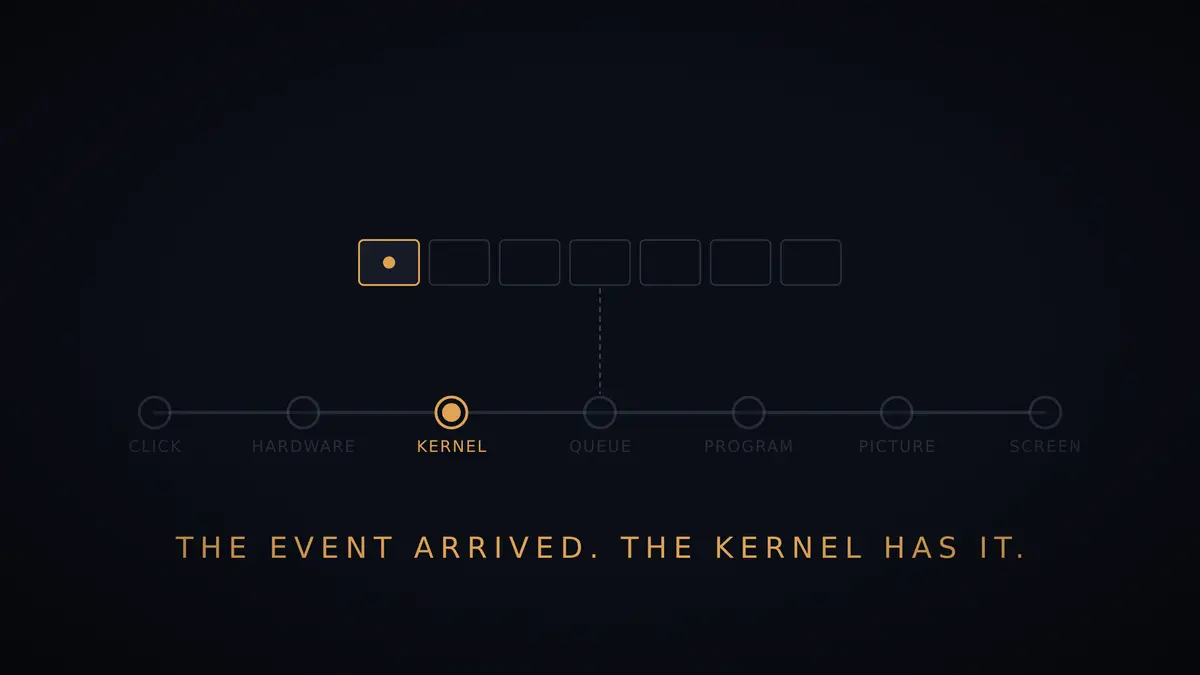 CLICK HARDWARE KERNEL QUEUE PROGRAM PICTURE SCREEN
THE EVENT ARRIVED. THE KERNEL HAS IT.